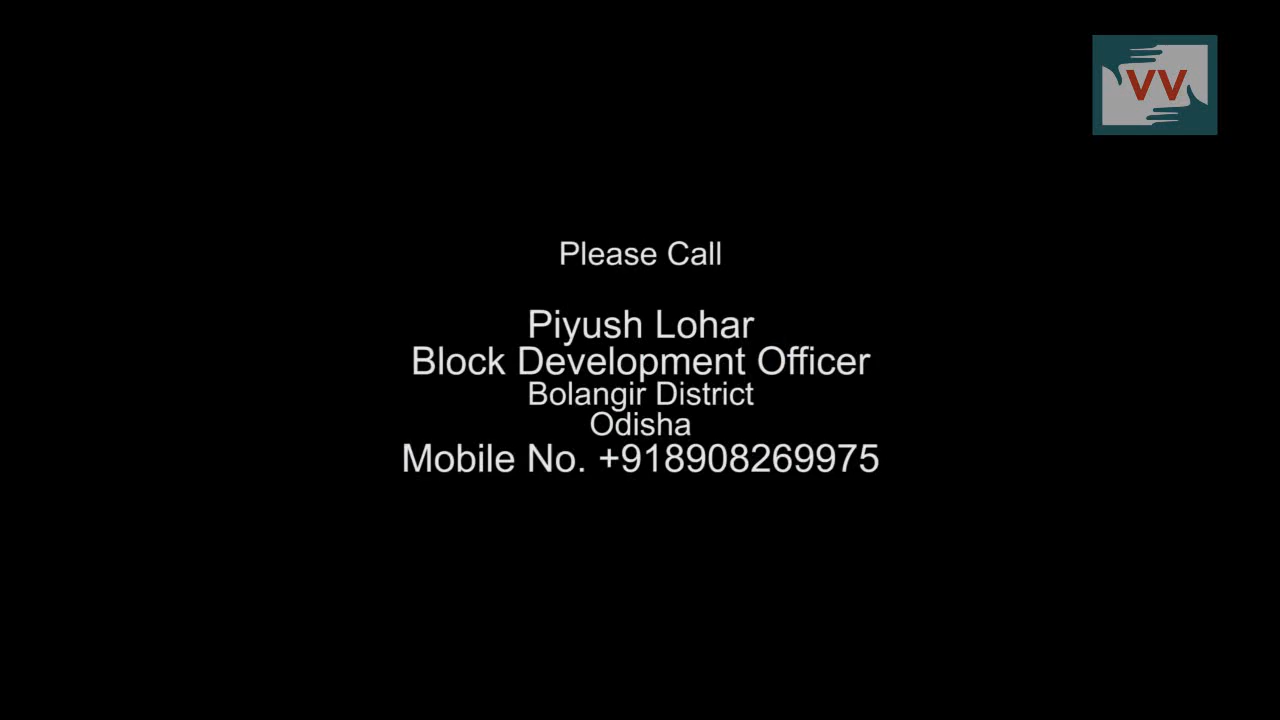 VV
Please Call
Piyush Lohar
Block Development Officer
Bolangir District
Odisha
Mobile No. +918908269975